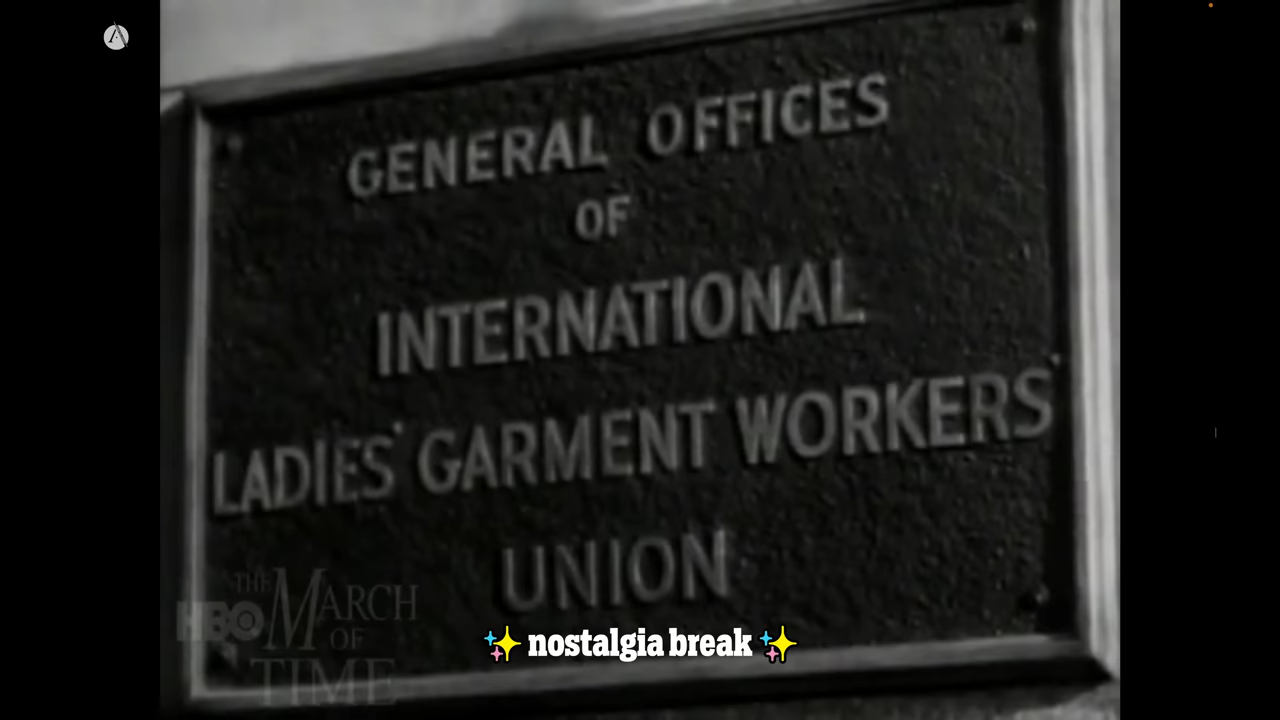 GENERAL OFFICES
OF
INTERNATIONAL
LADIES' GARMENT WORKERS'
UNION
THE
HBO MARCH
OF
TIME
✨ nostalgia break ✨